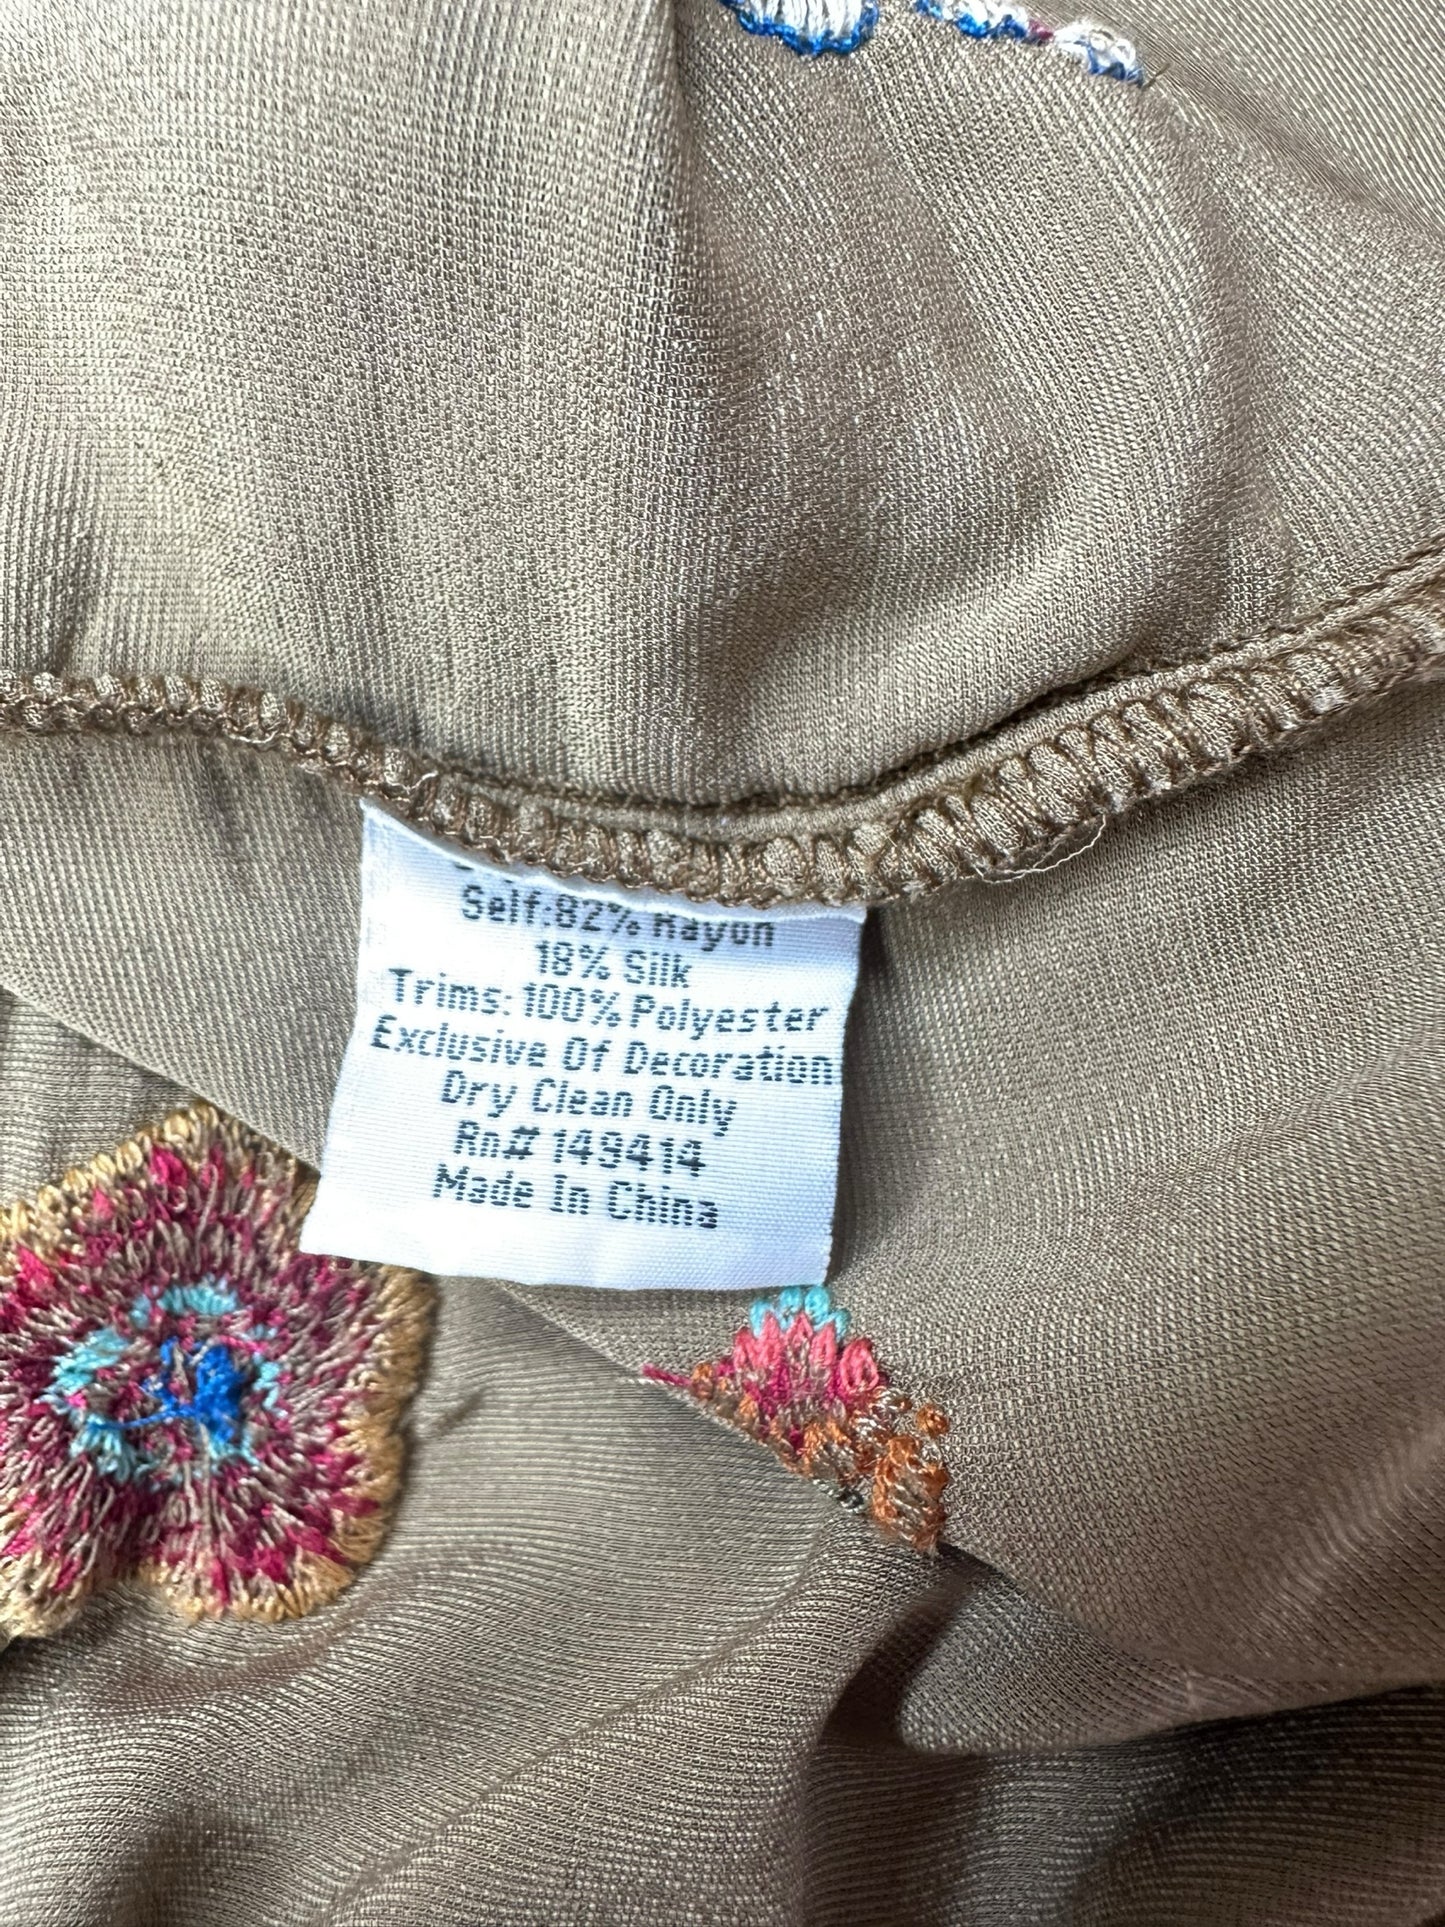 Self:82% Rayon
18% Silk
Trims: 100% Polyester
Exclusive Of Decoration
Dry Clean Only
Rn# 149414
Made In China